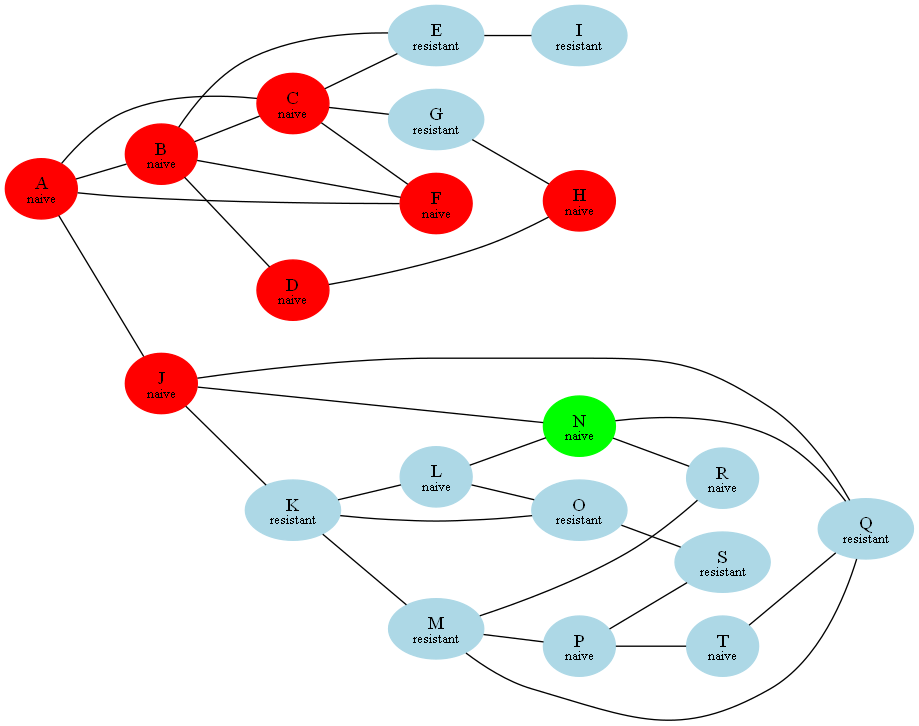 E
resistant
I
resistant
C
naive
G
resistant
B
naive
A
naive
F
naive
H
naive
D
naive
J
naive
N
naive
L
naive
R
naive
K
resistant
O
resistant
Q
resistant
S
resistant
M
resistant
P
naive
T
naive